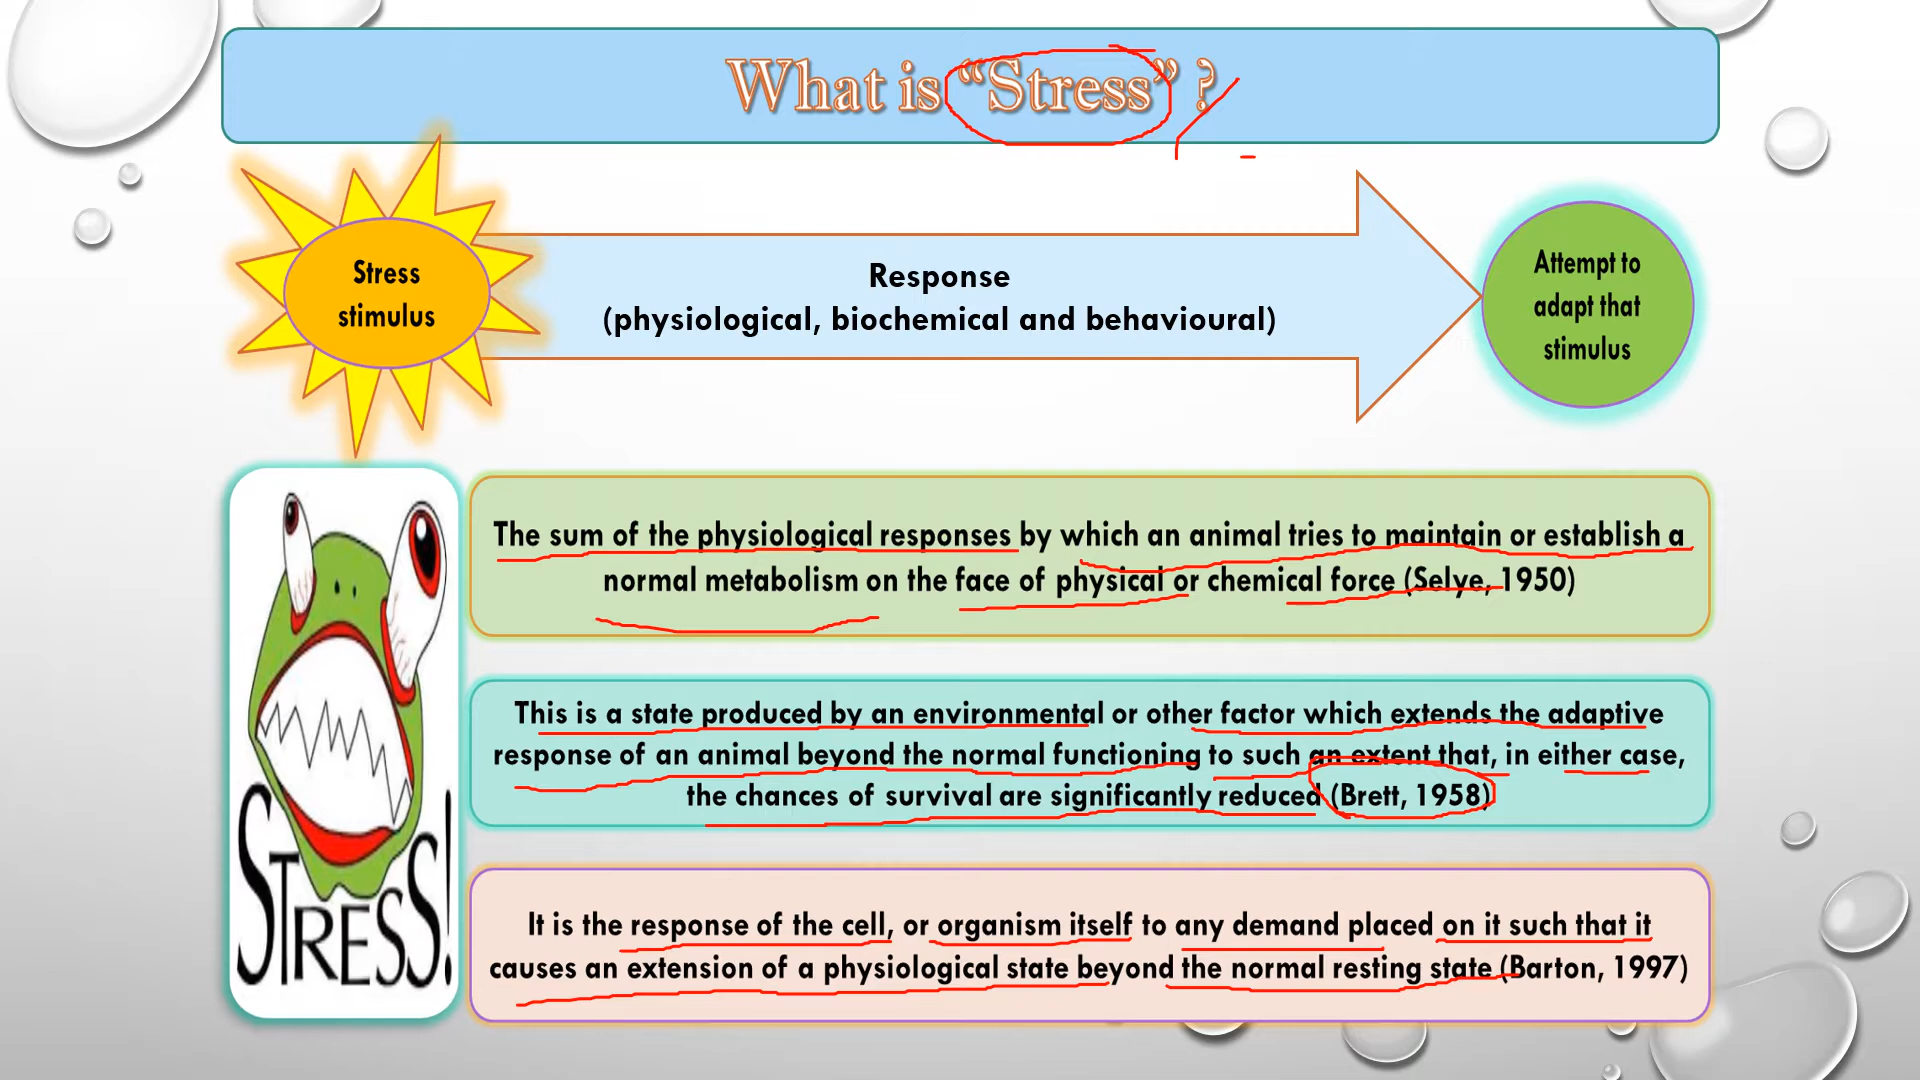 What is “Stress” ?
Stress
stimulus
Response
(physiological, biochemical and behavioural)
Attempt to
adapt that
stimulus
STRESS!
The sum of the physiological responses by which an animal tries to maintain or establish a
normal metabolism on the face of physical or chemical force (Selye, 1950)
This is a state produced by an environmental or other factor which extends the adaptive
response of an animal beyond the normal functioning to such an extent that, in either case,
the chances of survival are significantly reduced (Brett, 1958)
It is the response of the cell, or organism itself to any demand placed on it such that it
causes an extension of a physiological state beyond the normal resting state (Barton, 1997)